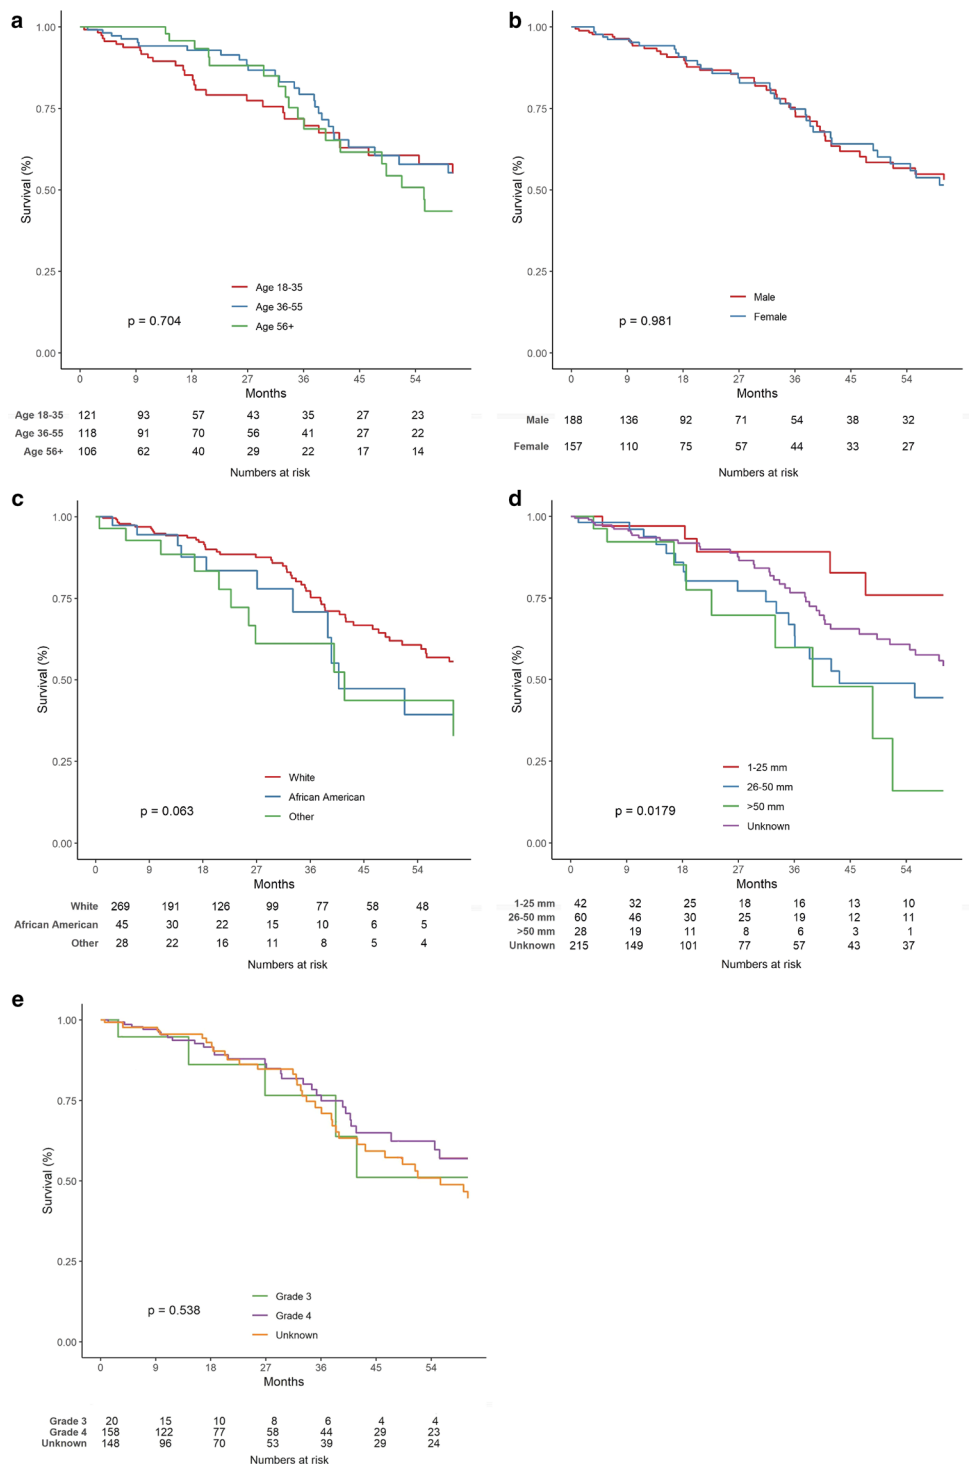 a
1.00
0.75
0.50
0.25
0.00
Survival (%)
Age 18-35
Age 36-55
Age 56+
p = 0.704
0 9 18 27 36 45 54
Months
Age 18-35 121 93 57 43 35 27 23
Age 36-55 118 91 70 56 41 27 22
Age 56+ 106 62 40 29 22 17 14
Numbers at risk
b
1.00
0.75
0.50
0.25
0.00
Survival (%)
Male
Female
p = 0.981
0 9 18 27 36 45 54
Months
Male 188 136 92 71 54 38 32
Female 157 110 75 57 44 33 27
Numbers at risk
c
1.00
0.75
0.50
0.25
0.00
Survival (%)
White
African American
Other
p = 0.063
0 9 18 27 36 45 54
Months
White 269 191 126 99 77 58 48
African American 45 30 22 15 10 6 5
Other 28 22 16 11 8 5 4
Numbers at risk
d
1.00
0.75
0.50
0.25
0.00
Survival (%)
1-25 mm
26-50 mm
>50 mm
Unknown
p = 0.0179
0 9 18 27 36 45 54
Months
1-25 mm 42 32 25 18 16 13 10
26-50 mm 60 46 30 25 19 12 11
>50 mm 28 19 11 8 6 3 1
Unknown 215 149 101 77 57 43 37
Numbers at risk
e
1.00
0.75
0.50
0.25
0.00
Survival (%)
Grade 3
Grade 4
Unknown
p = 0.538
0 9 18 27 36 45 54
Months
Grade 3 20 15 10 8 6 4 4
Grade 4 158 122 77 58 44 29 23
Unknown 148 96 70 53 39 29 24
Numbers at risk